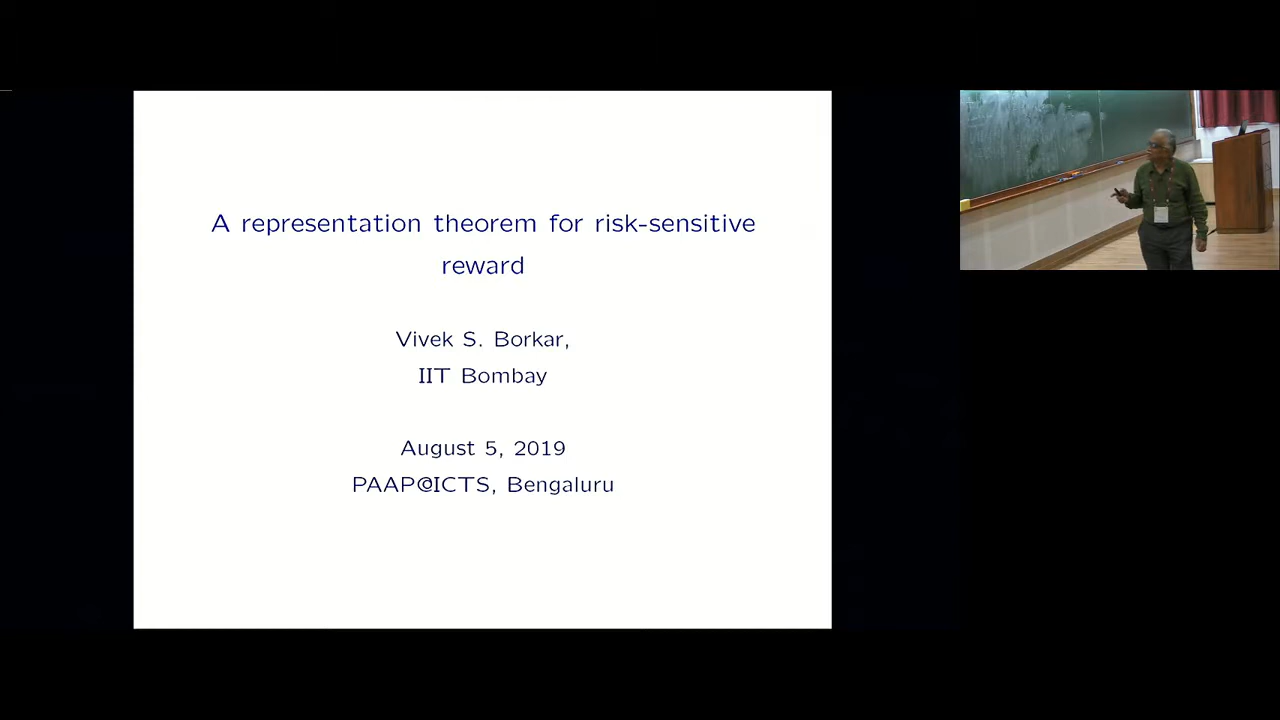 A representation theorem for risk-sensitive
reward
Vivek S. Borkar,
IIT Bombay
August 5, 2019
PAAP@ICTS, Bengaluru